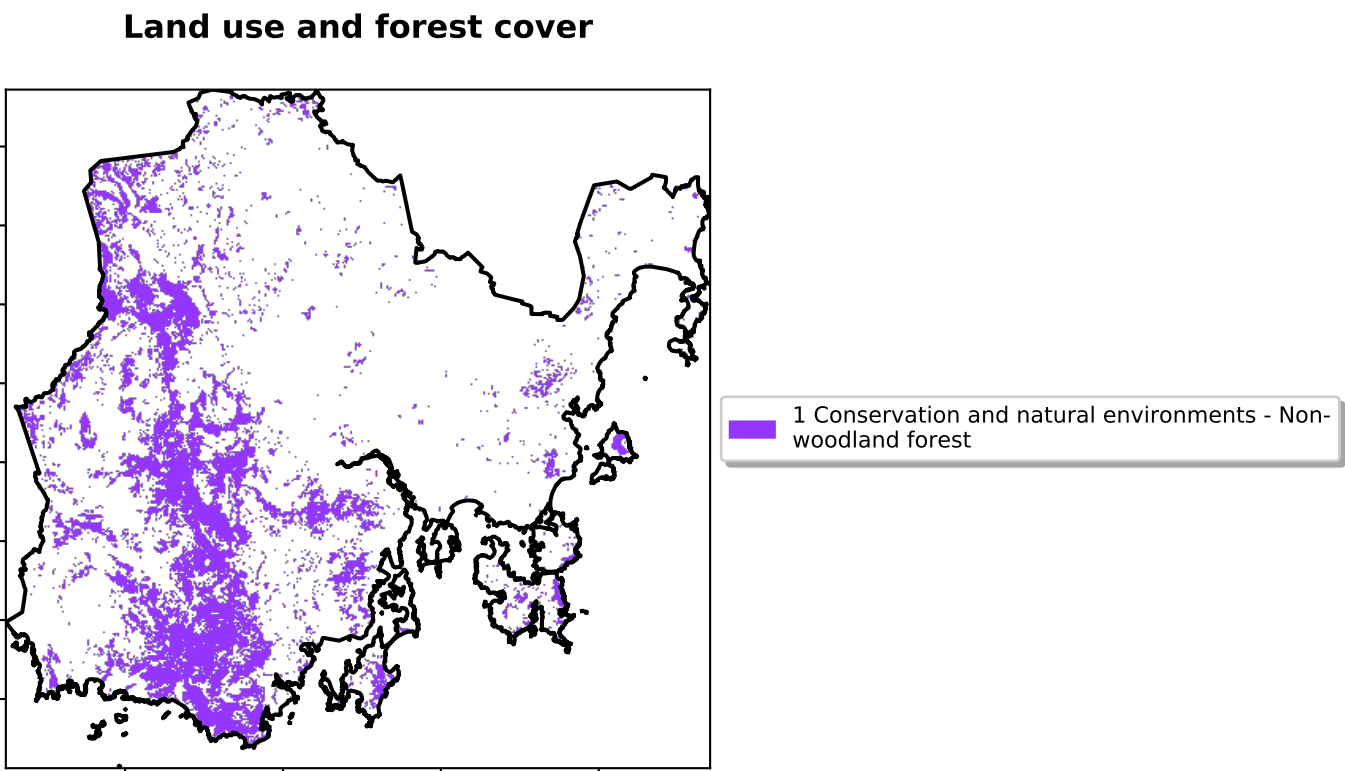 Land use and forest cover
1 Conservation and natural environments - Non-
woodland forest